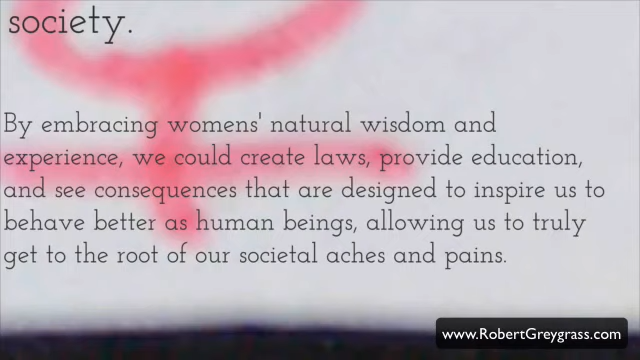 society.
By embracing womens' natural wisdom and
experience, we could create laws, provide education,
and see consequences that are designed to inspire us to
behave better as human beings, allowing us to truly
get to the root of our societal aches and pains.
www.RobertGreygrass.com